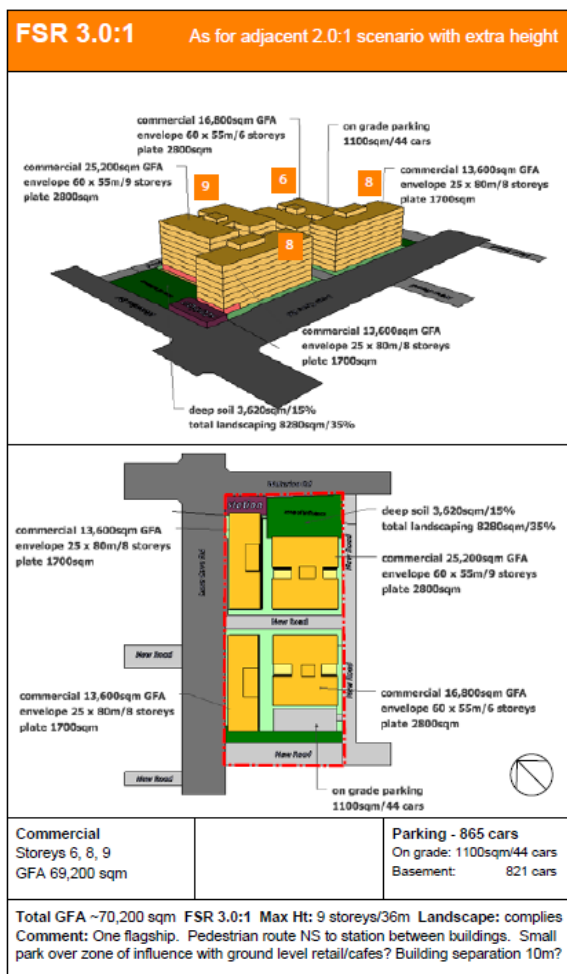 FSR 3.0:1 As for adjacent 2.0:1 scenario with extra height
commercial 16,800sqm GFA
envelope 60 x 55m/6 storeys
plate 2800sqm
on grade parking
1100sqm/44 cars
commercial 25,200sqm GFA
envelope 60 x 55m/9 storeys
plate 2800sqm
commercial 13,600sqm GFA
envelope 25 x 80m/8 storeys
plate 1700sqm
9
6
8
8
commercial 13,600sqm GFA
envelope 25 x 80m/8 storeys
plate 1700sqm
deep soil 3,620sqm/15%
total landscaping 8280sqm/35%
station
deep soil 3,620sqm/15%
total landscaping 8280sqm/35%
commercial 13,600sqm GFA
envelope 25 x 80m/8 storeys
plate 1700sqm
New Road
commercial 25,200sqm GFA
envelope 60 x 55m/9 storeys
plate 2800sqm
New Road
New Road
New Road
commercial 13,600sqm GFA
envelope 25 x 80m/8 storeys
plate 1700sqm
commercial 16,800sqm GFA
envelope 60 x 55m/6 storeys
plate 2800sqm
New Road
New Road
on grade parking
1100sqm/44 cars
Commercial
Storeys 6, 8, 9
GFA 69,200 sqm
Parking - 865 cars
On grade: 1100sqm/44 cars
Basement: 821 cars
Total GFA ~70,200 sqm FSR 3.0:1 Max Ht: 9 storeys/36m Landscape: complies
Comment: One flagship. Pedestrian route NS to station between buildings. Small
park over zone of influence with ground level retail/cafes? Building separation 10m?